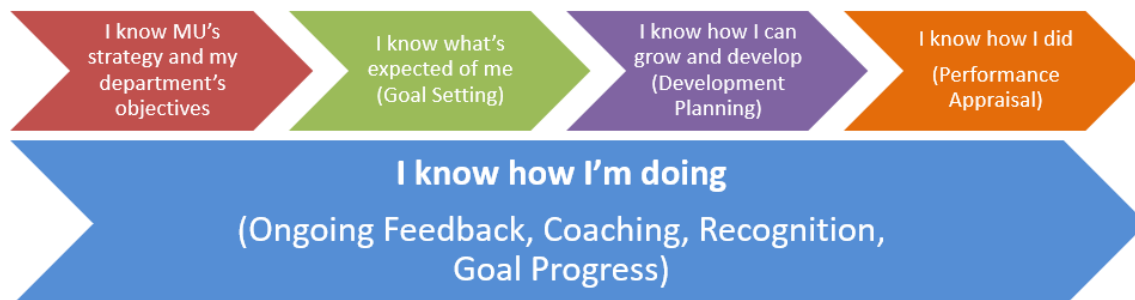 I know MU's
strategy and my
department's
objectives
I know what's
expected of me
(Goal Setting)
I know how I can
grow and develop
(Development
Planning)
I know how I did
(Performance
Appraisal)
I know how I'm doing
(Ongoing Feedback, Coaching, Recognition,
Goal Progress)